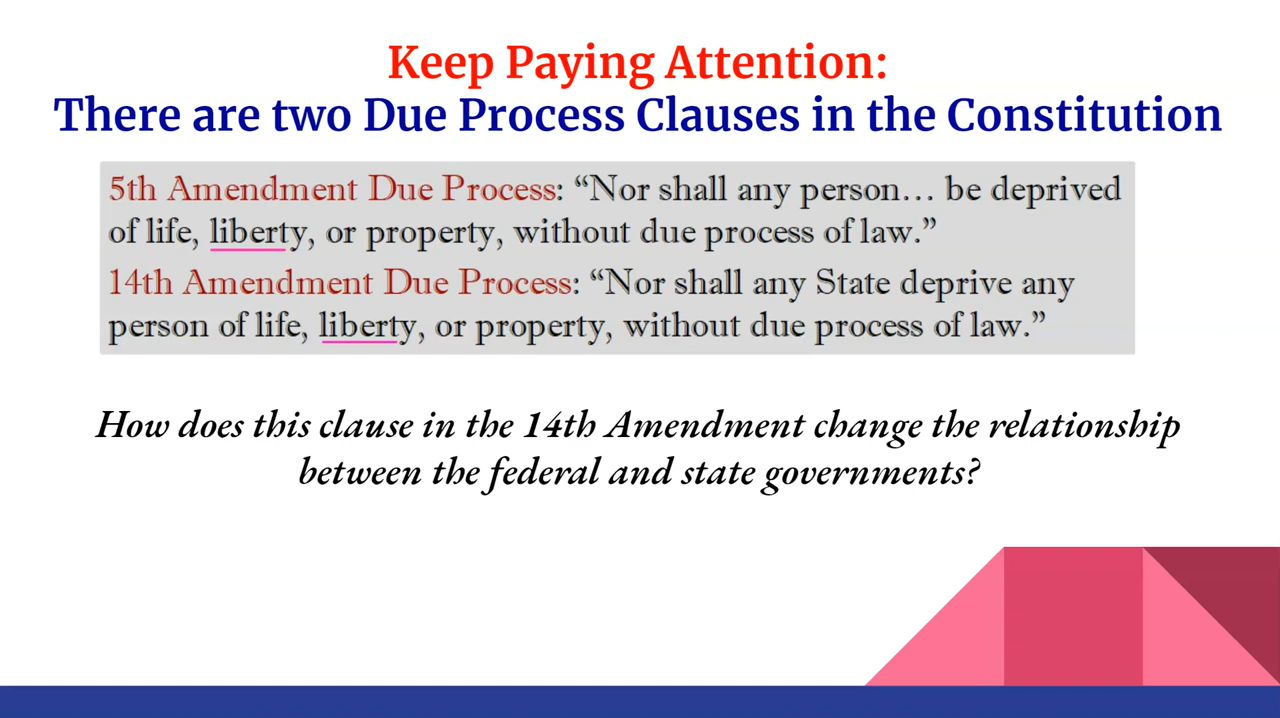 Keep Paying Attention:
There are two Due Process Clauses in the Constitution
5th Amendment Due Process: “Nor shall any person… be deprived
of life, liberty, or property, without due process of law.”
14th Amendment Due Process: “Nor shall any State deprive any
person of life, liberty, or property, without due process of law.”
How does this clause in the 14th Amendment change the relationship
between the federal and state governments?